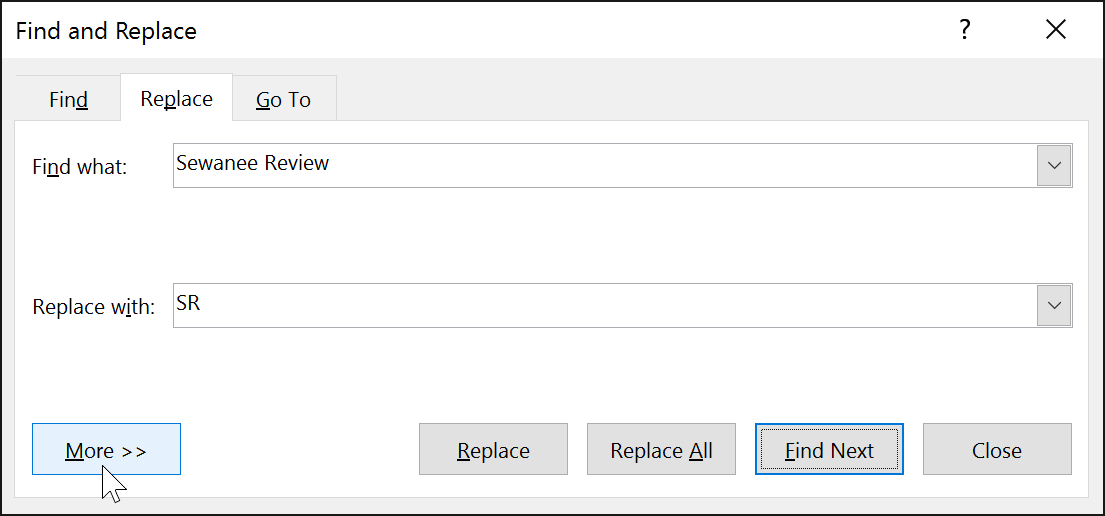 Find and Replace ?
Find Replace Go To
Find what: Sewanee Review
Replace with: SR
More >> Replace Replace All Find Next Close